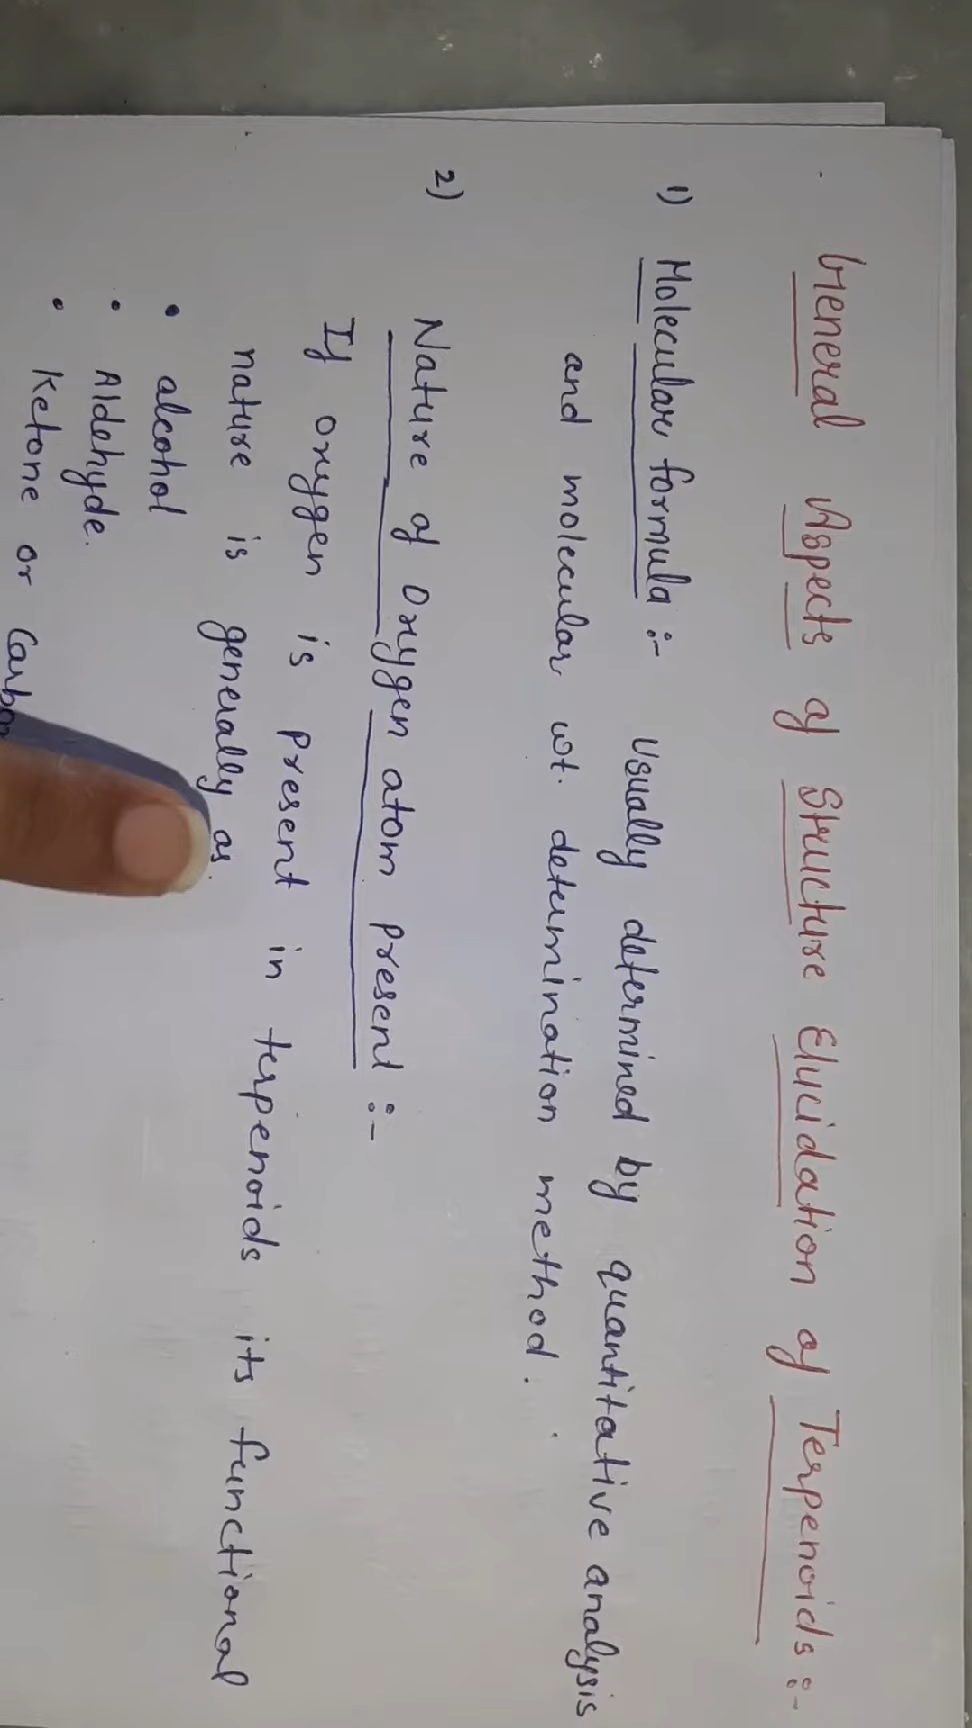 General Aspects of Structure Elucidation of Terpenoids :-
1) Molecular formula :- Usually determined by quantitative analysis
and molecular wt. determination method.
2) Nature of Oxygen atom present :-
If oxygen is present in terpenoids its functional
nature is generally as
• alcohol
• Aldehyde.
• Ketone or